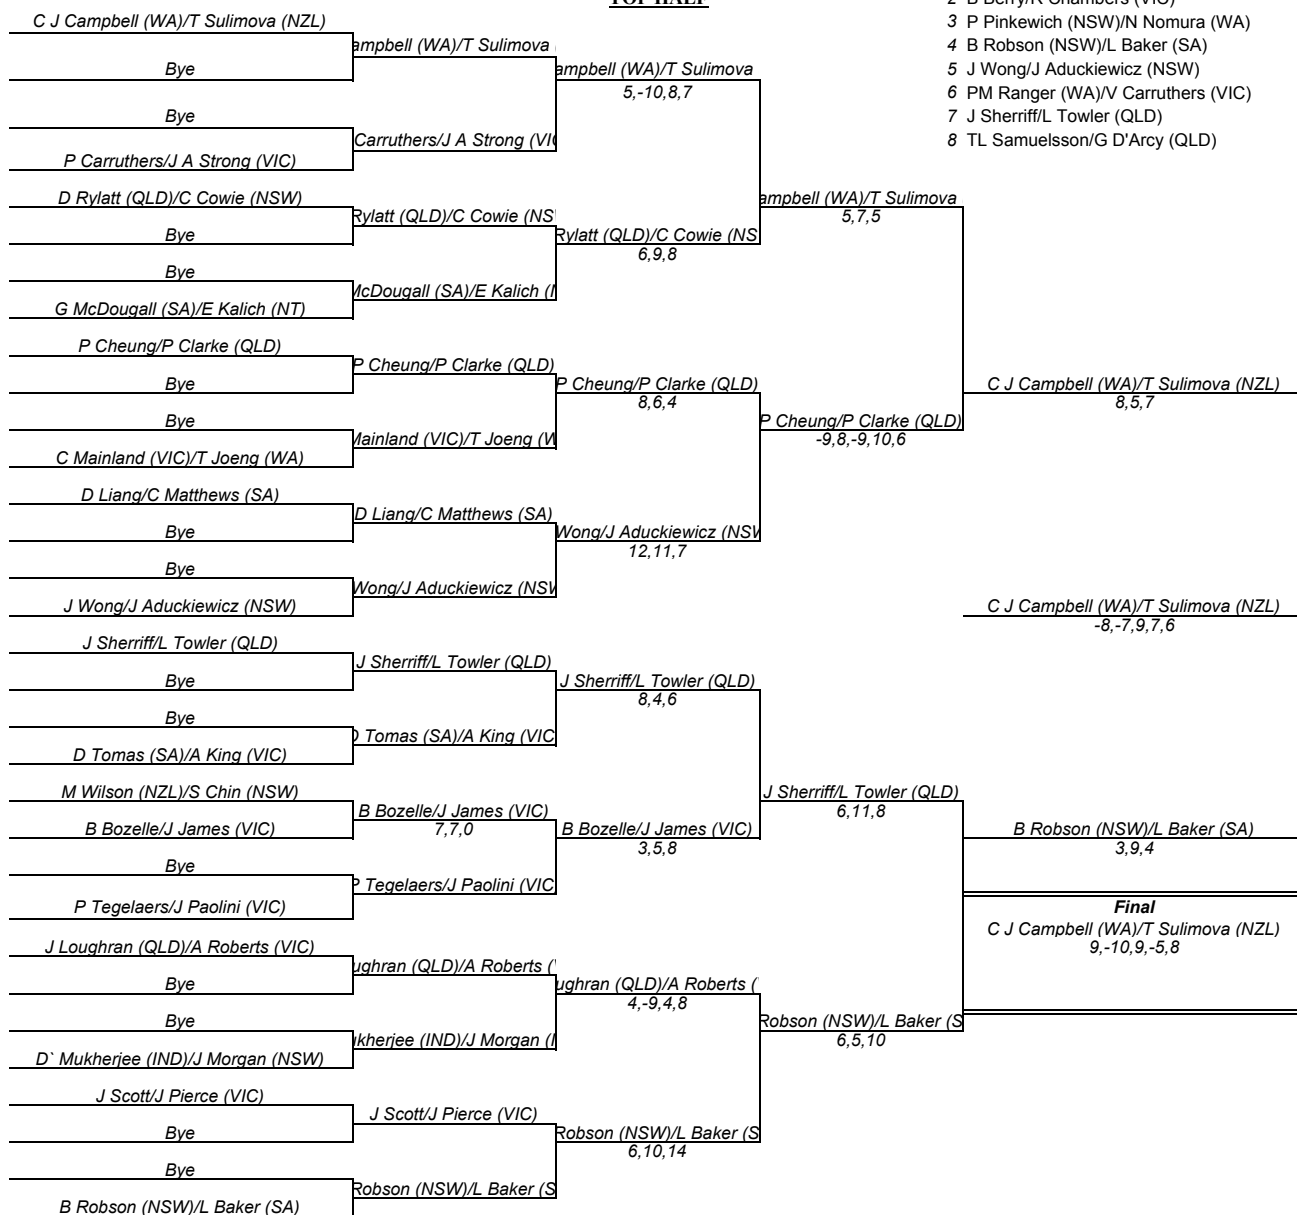 TOP HALF
2 B Berry/R Chambers (VIC)
3 P Pinkewich (NSW)/N Nomura (WA)
4 B Robson (NSW)/L Baker (SA)
5 J Wong/J Aduckiewicz (NSW)
6 PM Ranger (WA)/V Carruthers (VIC)
7 J Sherriff/L Towler (QLD)
8 TL Samuelsson/G D'Arcy (QLD)
C J Campbell (WA)/T Sulimova (NZL)
Bye
Bye
P Carruthers/J A Strong (VIC)
D Rylatt (QLD)/C Cowie (NSW)
Bye
Bye
G McDougall (SA)/E Kalich (NT)
P Cheung/P Clarke (QLD)
Bye
Bye
C Mainland (VIC)/T Joeng (WA)
D Liang/C Matthews (SA)
Bye
Bye
J Wong/J Aduckiewicz (NSW)
J Sherriff/L Towler (QLD)
Bye
Bye
D Tomas (SA)/A King (VIC)
M Wilson (NZL)/S Chin (NSW)
B Bozelle/J James (VIC)
Bye
P Tegelaers/J Paolini (VIC)
J Loughran (QLD)/A Roberts (VIC)
Bye
Bye
D` Mukherjee (IND)/J Morgan (NSW)
J Scott/J Pierce (VIC)
Bye
Bye
B Robson (NSW)/L Baker (SA)
ampbell (WA)/T Sulimova
Carruthers/J A Strong (VI
Rylatt (QLD)/C Cowie (NS
McDougall (SA)/E Kalich (
P Cheung/P Clarke (QLD)
Mainland (VIC)/T Joeng (W
D Liang/C Matthews (SA)
Wong/J Aduckiewicz (NS
J Sherriff/L Towler (QLD)
Tomas (SA)/A King (VIC
B Bozelle/J James (VIC)
7,7,0
P Tegelaers/J Paolini (VIC
ughran (QLD)/A Roberts (
kherjee (IND)/J Morgan (
J Scott/J Pierce (VIC)
Robson (NSW)/L Baker (S
ampbell (WA)/T Sulimova
5,-10,8,7
Rylatt (QLD)/C Cowie (NS
6,9,8
P Cheung/P Clarke (QLD)
8,6,4
Wong/J Aduckiewicz (NS
12,11,7
J Sherriff/L Towler (QLD)
8,4,6
B Bozelle/J James (VIC)
3,5,8
ughran (QLD)/A Roberts (
4,-9,4,8
Robson (NSW)/L Baker (S
6,10,14
ampbell (WA)/T Sulimova
5,7,5
P Cheung/P Clarke (QLD)
-9,8,-9,10,6
J Sherriff/L Towler (QLD)
6,11,8
Robson (NSW)/L Baker (S
6,5,10
C J Campbell (WA)/T Sulimova (NZL)
8,5,7
C J Campbell (WA)/T Sulimova (NZL)
-8,-7,9,7,6
B Robson (NSW)/L Baker (SA)
3,9,4
Final
C J Campbell (WA)/T Sulimova (NZL)
9,-10,9,-5,8